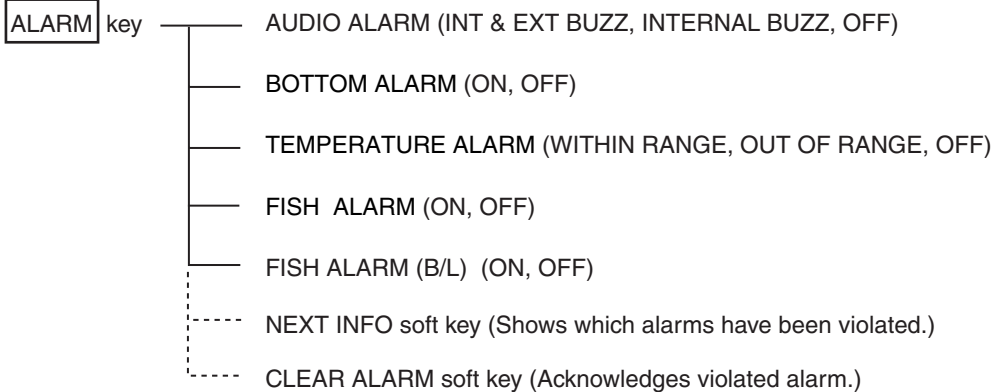 ALARM key AUDIO ALARM (INT & EXT BUZZ, INTERNAL BUZZ, OFF)
BOTTOM ALARM (ON, OFF)
TEMPERATURE ALARM (WITHIN RANGE, OUT OF RANGE, OFF)
FISH ALARM (ON, OFF)
FISH ALARM (B/L) (ON, OFF)
NEXT INFO soft key (Shows which alarms have been violated.)
CLEAR ALARM soft key (Acknowledges violated alarm.)